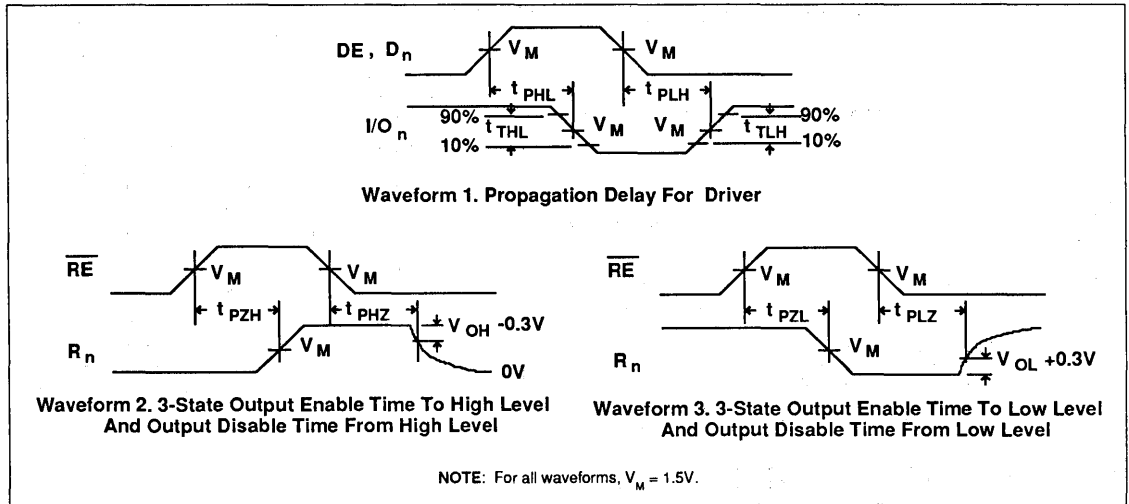 DE , Dn
VM
VM
tPHL
tPLH
I/On
90%
tTHL
10%
VM
VM
tTLH
90%
10%
Waveform 1. Propagation Delay For Driver
RE
VM
VM
tPZH
tPHZ
VOH -0.3V
Rn
VM
0V
Waveform 2. 3-State Output Enable Time To High Level
And Output Disable Time From High Level
RE
VM
VM
tPZL
tPLZ
Rn
VM
VOL +0.3V
Waveform 3. 3-State Output Enable Time To Low Level
And Output Disable Time From Low Level
NOTE: For all waveforms, VM = 1.5V.